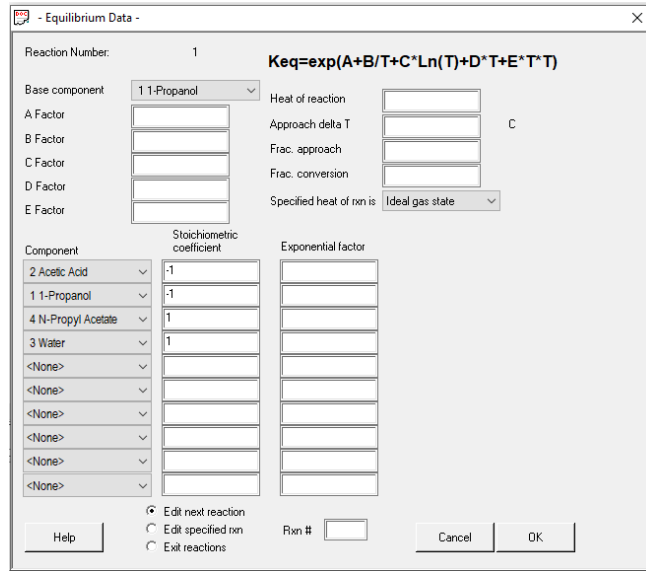 - Equilibrium Data -
Reaction Number: 1
Keq=exp(A+B/T+C*Ln(T)+D*T+E*T*T)
Base component 1 1-Propanol
A Factor
B Factor
C Factor
D Factor
E Factor
Heat of reaction
Approach delta T C
Frac. approach
Frac. conversion
Specified heat of rxn is Ideal gas state
Component Stoichiometric coefficient Exponential factor
2 Acetic Acid -1
1 1-Propanol -1
4 N-Propyl Acetate 1
3 Water 1
<None>
<None>
<None>
<None>
<None>
<None>
Edit next reaction
Edit specified rxn
Exit reactions
Help
Rxn #
Cancel
OK